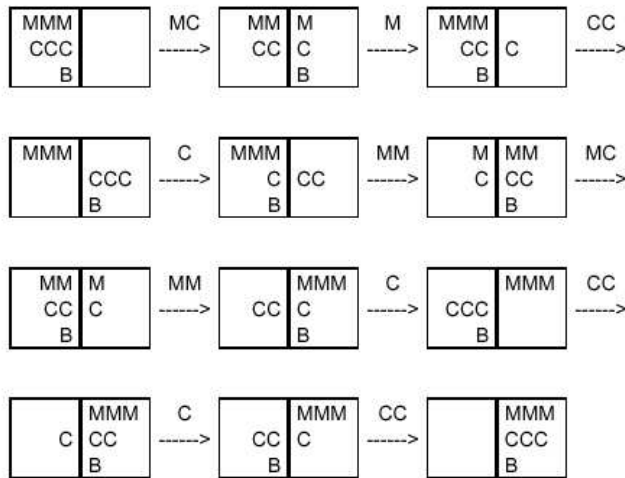 MMM MC MM M M MMM CC
CCC ------> CC C ------> CC C ------>
B B B
MMM C MMM MM M MM MC
CCC ------> C CC ------> C CC ------>
B B B
MM M MM MMM C MMM CC
CC C ------> CC C ------> CCC ------>
B B B
MMM C MMM CC MMM
C CC ------> CC C ------> CCC
B B B